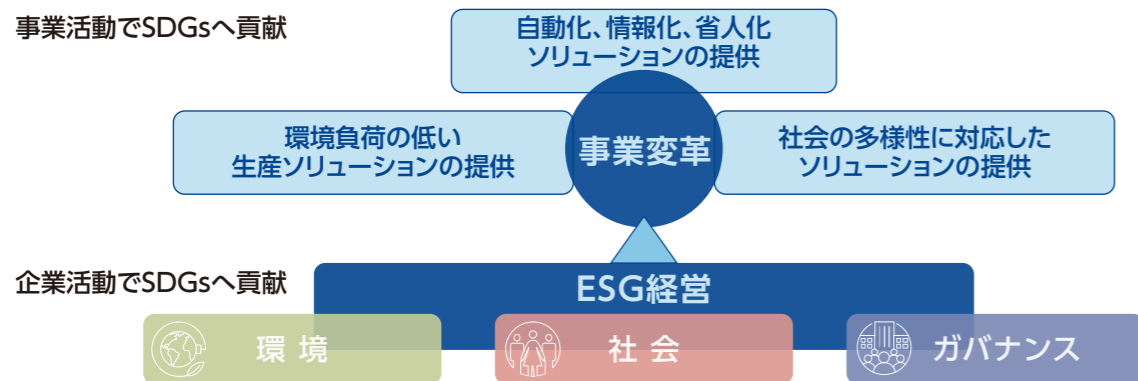 事業活動でSDGsへ貢献
自動化、情報化、省人化
ソリューションの提供
環境負荷の低い
生産ソリューションの提供
事業変革
社会の多様性に対応した
ソリューションの提供
企業活動でSDGsへ貢献
ESG経営
環 境
社 会
ガバナンス